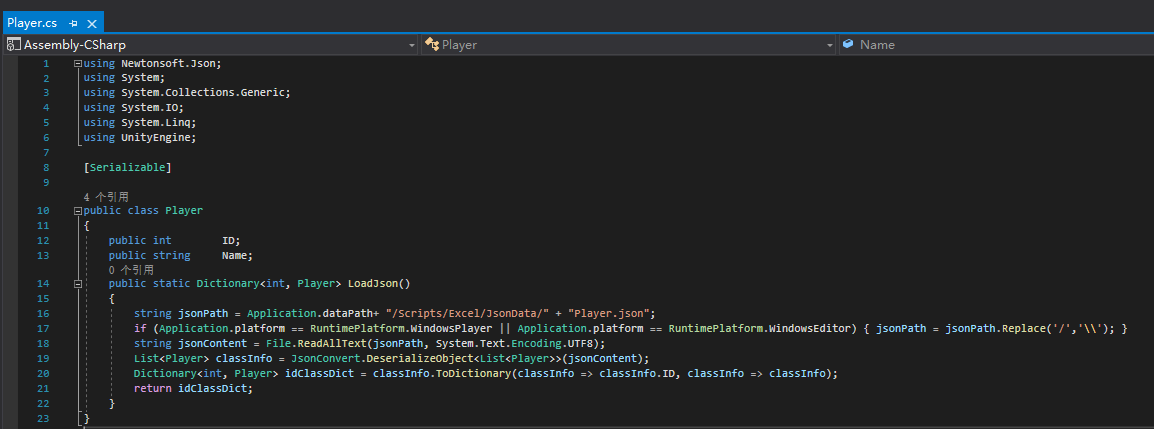 Player.cs
Assembly-CSharp Player Name
1 using Newtonsoft.Json;
2 using System;
3 using System.Collections.Generic;
4 using System.IO;
5 using System.Linq;
6 using UnityEngine;
7
8 [Serializable]
9
4 个引用
10 public class Player
11 {
12     public int        ID;
13     public string     Name;
0 个引用
14     public static Dictionary<int, Player> LoadJson()
15     {
16         string jsonPath = Application.dataPath+ "/Scripts/Excel/JsonData/" + "Player.json";
17         if (Application.platform == RuntimePlatform.WindowsPlayer || Application.platform == RuntimePlatform.WindowsEditor) { jsonPath = jsonPath.Replace('/','\\'); }
18         string jsonContent = File.ReadAllText(jsonPath, System.Text.Encoding.UTF8);
19         List<Player> classInfo = JsonConvert.DeserializeObject<List<Player>>(jsonContent);
20         Dictionary<int, Player> idClassDict = classInfo.ToDictionary(classInfo => classInfo.ID, classInfo => classInfo);
21         return idClassDict;
22     }
23 }